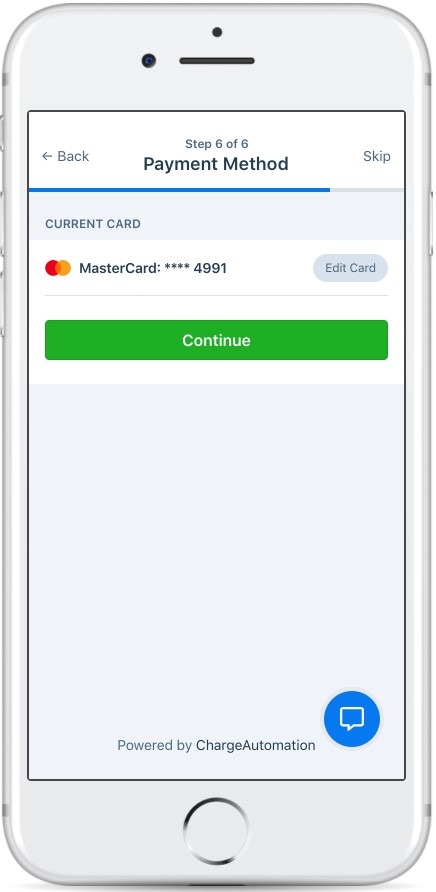 Step 6 of 6
← Back
Payment Method
Skip
CURRENT CARD
MasterCard: **** 4991
Edit Card
Continue
Powered by ChargeAutomation